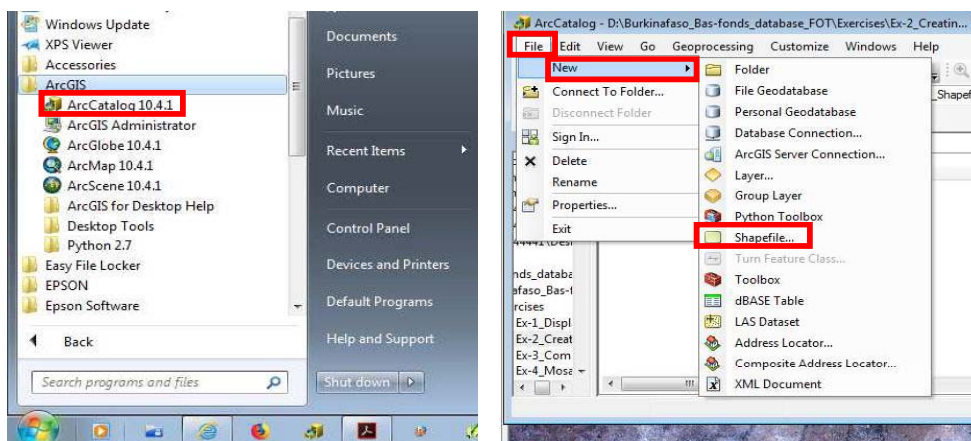 Windows Update
XPS Viewer
Accessories
ArcGIS
ArcCatalog 10.4.1
ArcGIS Administrator
ArcGlobe 10.4.1
ArcMap 10.4.1
ArcScene 10.4.1
ArcGIS for Desktop Help
Desktop Tools
Python 2.7
Easy File Locker
EPSON
Epson Software
Back
Search programs and files
Documents
Pictures
Music
Recent Items
Computer
Control Panel
Devices and Printers
Default Programs
Help and Support
Shut down
ArcCatalog - D:\Burkinafaso_Bas-fonds_database_FOT\Exercises\Ex-2_Creatin...
File Edit View Go Geoprocessing Customize Windows Help
New
Connect To Folder...
Disconnect Folder
Sign In...
Delete
Rename
Properties...
Exit
Folder
File Geodatabase
Personal Geodatabase
Database Connection...
ArcGIS Server Connection...
Layer...
Group Layer
Python Toolbox
Shapefile...
Turn Feature Class...
Toolbox
dBASE Table
LAS Dataset
Address Locator...
Composite Address Locator...
XML Document
_Shapef
nds_databa
afaso_Bas-f
rcises
Ex-1_Displ
Ex-2_Creat
Ex-3_Com
Ex-4_Mosa